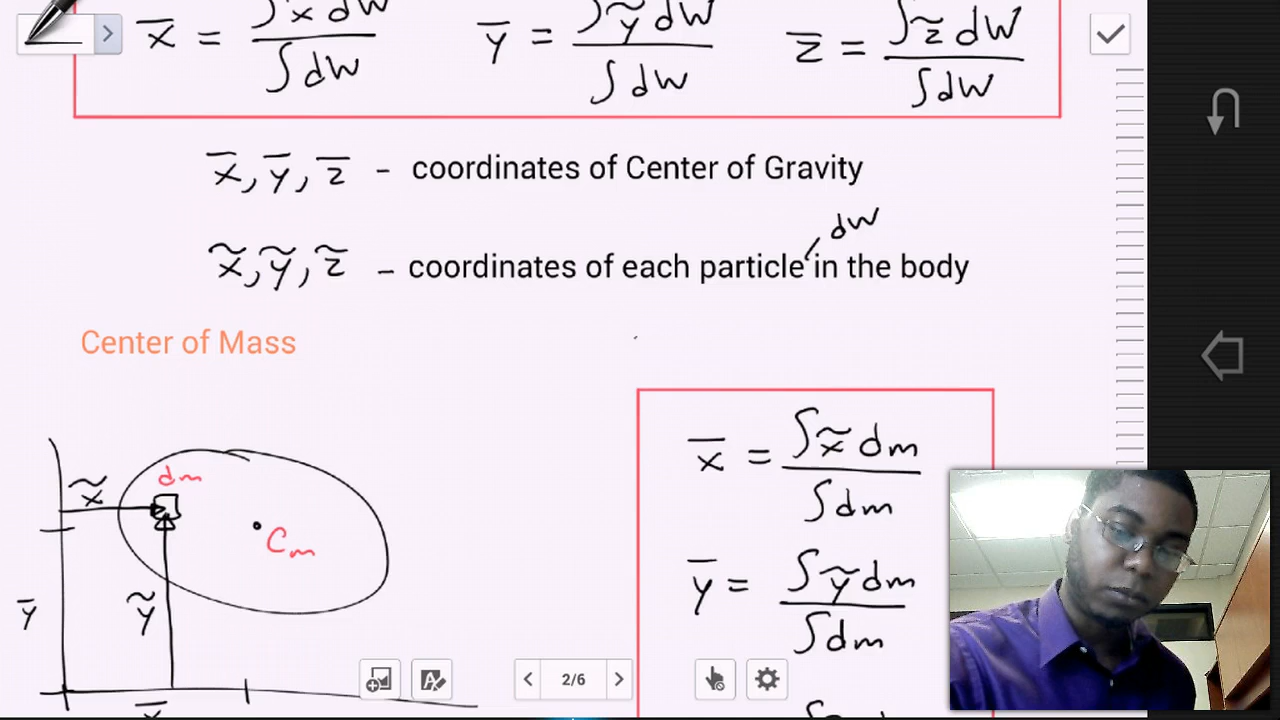 x̄ = ∫x̃ dW / ∫dW   ȳ = ∫ỹ dW / ∫dW   z̄ = ∫z̃ dW / ∫dW
x̄, ȳ, z̄ - coordinates of Center of Gravity
dW
x̃, ỹ, z̃ - coordinates of each particle in the body
Center of Mass
x̄ = ∫x̃ dm / ∫dm
dm
x̃
Cm
ȳ = ∫ỹ dm / ∫dm
ȳ
ỹ
2/6